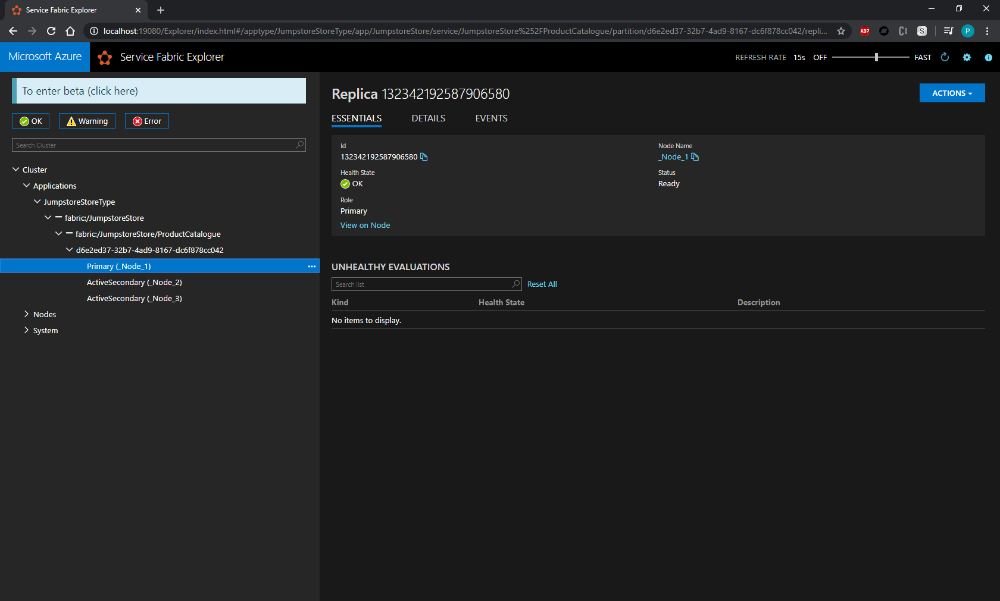 Service Fabric Explorer
localhost:19080/Explorer/index.html#/apptype/JumpstoreStoreType/app/JumpstoreStore/service/JumpstoreStore%252FProductCatalogue/partition/d6e2ed37-32b7-4ad9-8167-dc6f878cc042/repli...
ABP
S
P
Microsoft Azure
Service Fabric Explorer
REFRESH RATE 15s OFF FAST
To enter beta (click here)
OK
Warning
Error
Search Cluster
Cluster
Applications
JumpstoreStoreType
fabric:/JumpstoreStore
fabric:/JumpstoreStore/ProductCatalogue
d6e2ed37-32b7-4ad9-8167-dc6f878cc042
Primary (_Node_1)
ActiveSecondary (_Node_2)
ActiveSecondary (_Node_3)
Nodes
System
Replica 132342192587906580
ACTIONS
ESSENTIALS DETAILS EVENTS
Id
132342192587906580
Node Name
_Node_1
Health State
OK
Status
Ready
Role
Primary
View on Node
UNHEALTHY EVALUATIONS
Search list
Reset All
Kind Health State Description
No items to display.